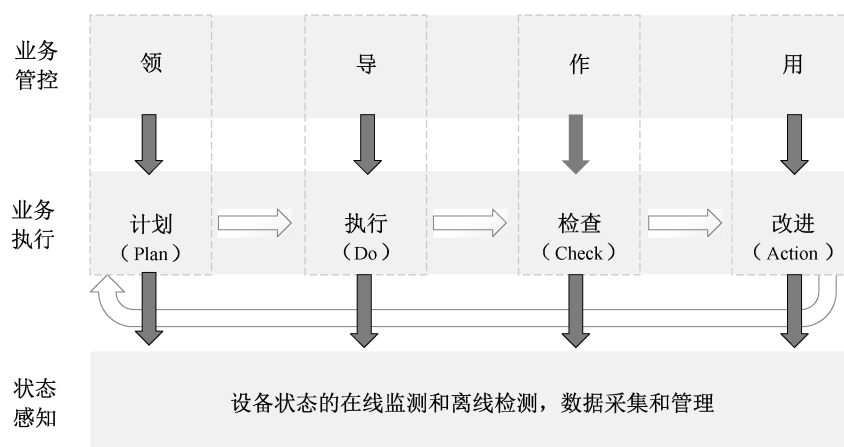 业务
管控
领 导 作 用
业务
执行
计划 执行 检查 改进
（Plan） （Do） （Check） （Action）
状态
感知
设备状态的在线监测和离线检测，数据采集和管理